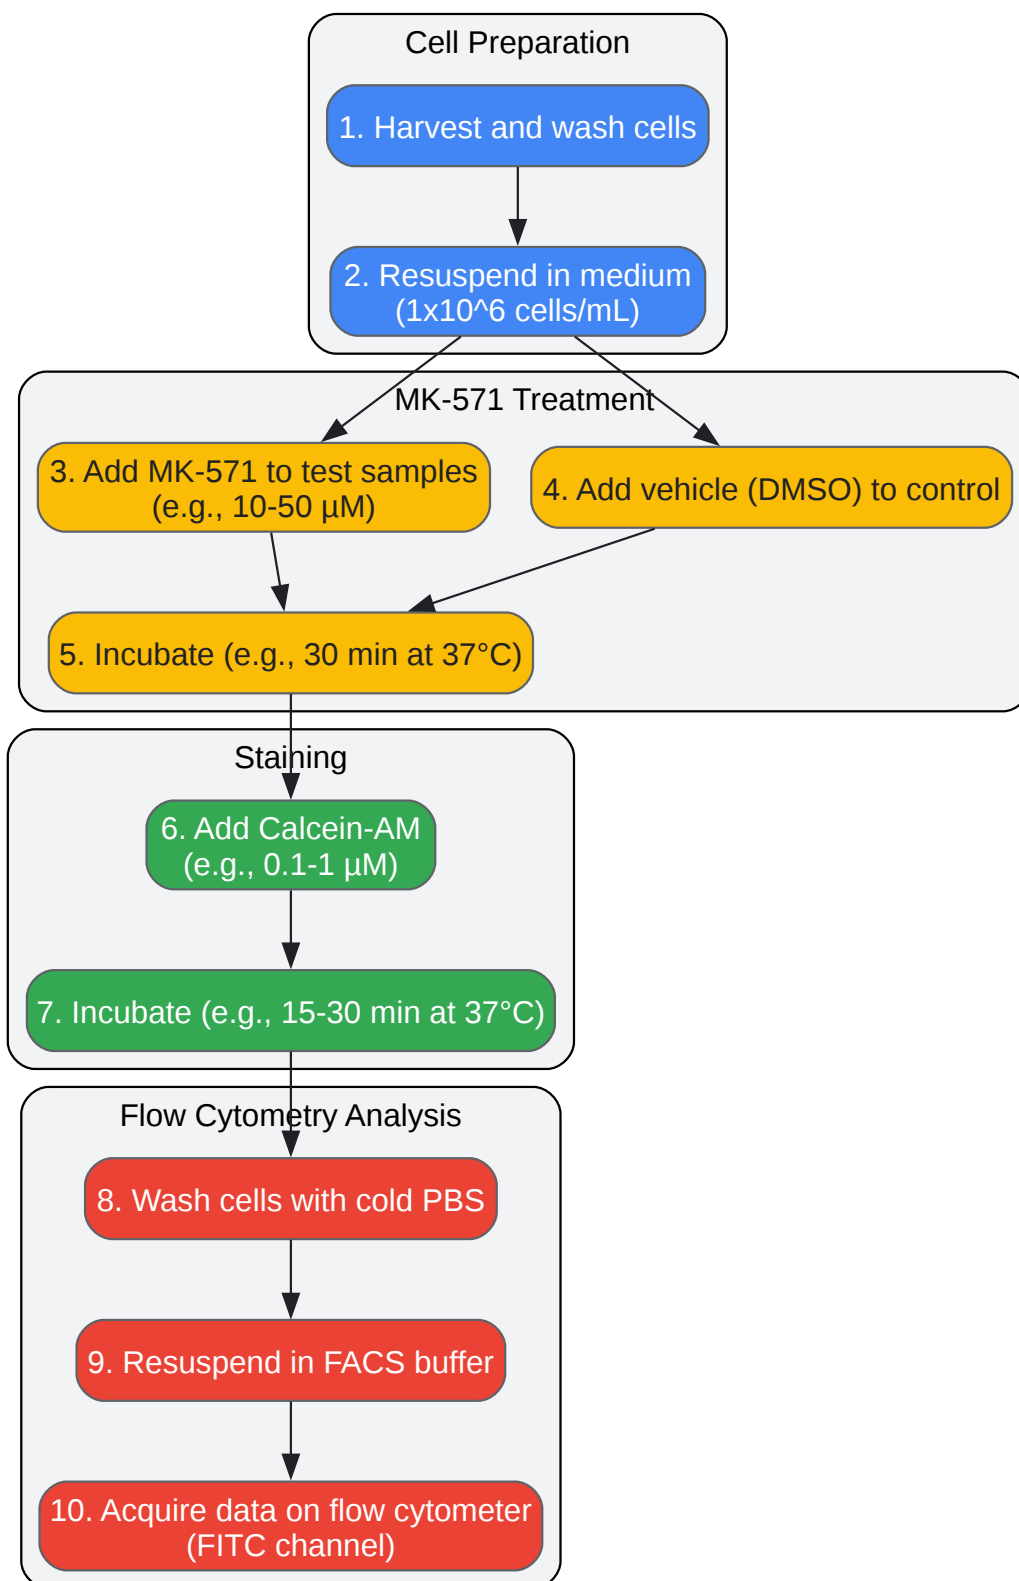 Cell Preparation
1. Harvest and wash cells
2. Resuspend in medium
(1x10^6 cells/mL)
MK-571 Treatment
3. Add MK-571 to test samples
(e.g., 10-50 µM)
4. Add vehicle (DMSO) to control
5. Incubate (e.g., 30 min at 37°C)
Staining
6. Add Calcein-AM
(e.g., 0.1-1 µM)
7. Incubate (e.g., 15-30 min at 37°C)
Flow Cytometry Analysis
8. Wash cells with cold PBS
9. Resuspend in FACS buffer
10. Acquire data on flow cytometer
(FITC channel)